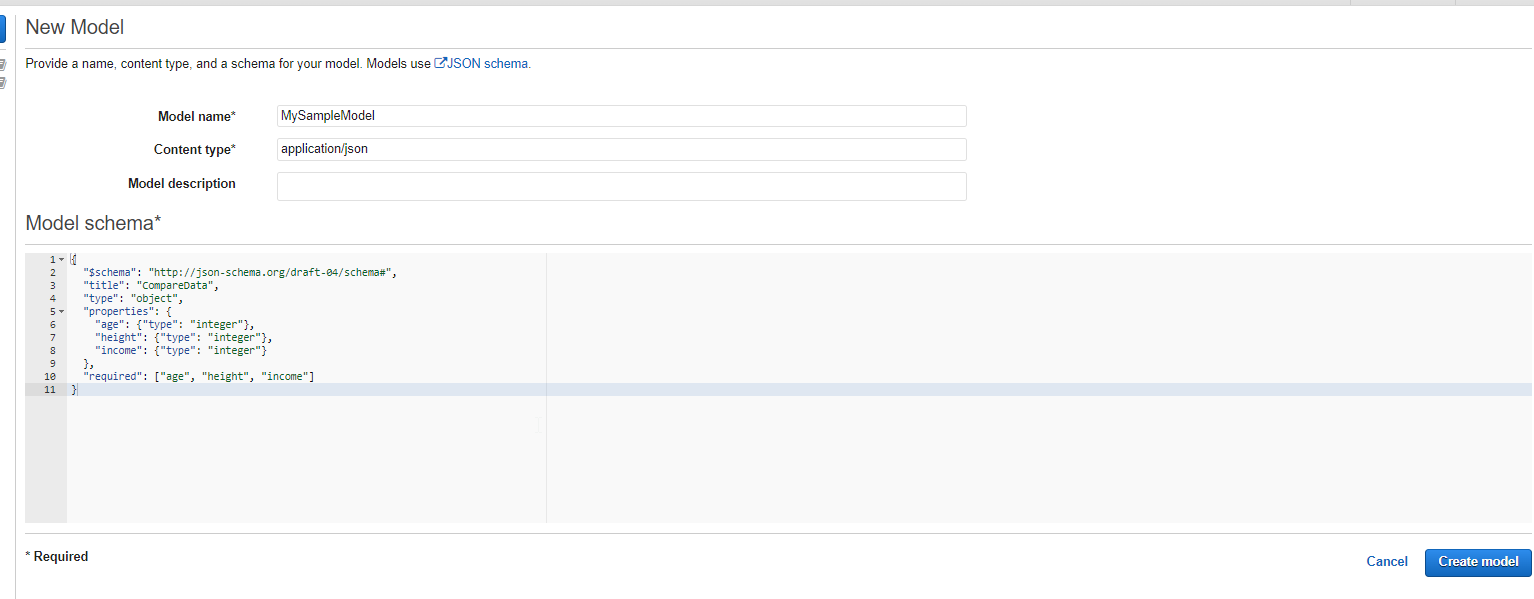 New Model
Provide a name, content type, and a schema for your model. Models use JSON schema.
Model name* MySampleModel
Content type* application/json
Model description
Model schema*
1 {
2 "$schema": "http://json-schema.org/draft-04/schema#",
3 "title": "CompareData",
4 "type": "object",
5 "properties": {
6 "age": {"type": "integer"},
7 "height": {"type": "integer"},
8 "income": {"type": "integer"}
9 },
10 "required": ["age", "height", "income"]
11 }
* Required
Cancel Create model